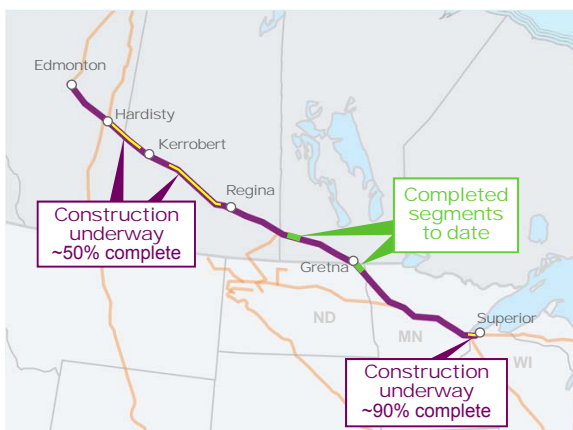 Edmonton
Hardisty
Kerrobert
Regina
Completed
segments
to date
Construction
underway
~50% complete
Gretna
ND
MN
Superior
WI
Construction
underway
~90% complete